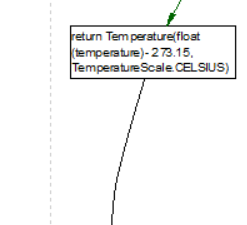 return Temperature(float
(temperature) - 273.15,
TemperatureScale.CELSIUS)